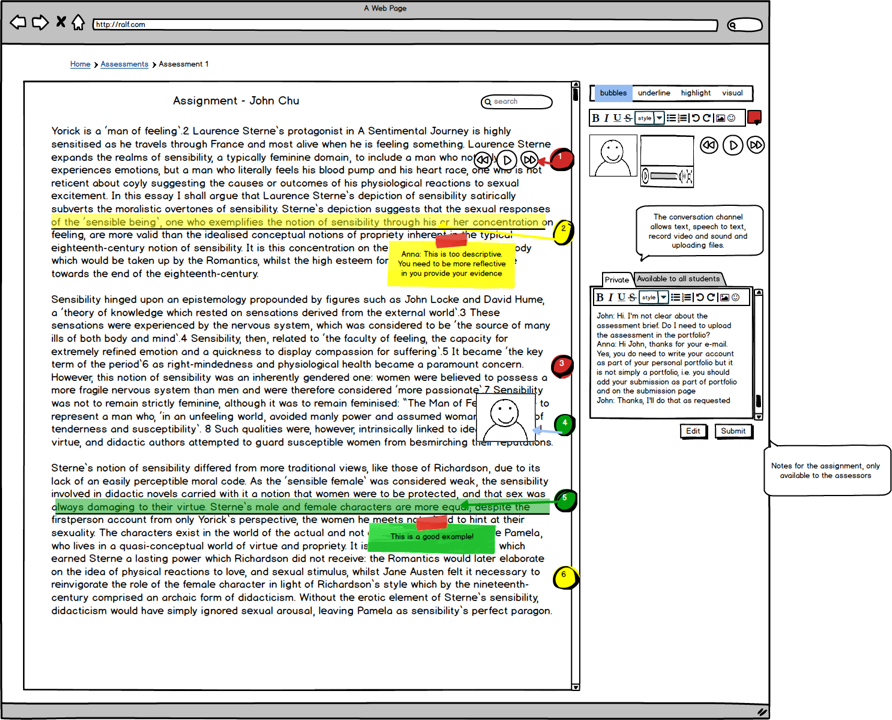 A Web Page
http://ralf.com
Home > Assessments > Assessment 1
Assignment - John Chu
search
Yorick is a 'man of feeling'.2 Laurence Sterne's protagonist in A Sentimental Journey is highly
sensitised as he travels through France and most alive when he is feeling something. Laurence Sterne
expands the realms of sensibility, a typically feminine domain, to include a man who not
experiences emotions, but a man who literally feels his blood pump and his heart race, one who is not
reticent about coyly suggesting the causes or outcomes of his physiological reactions to sexual
excitement. In this essay I shall argue that Laurence Sterne's depiction of sensibility satirically
subverts the moralistic overtones of sensibility. Sterne's depiction suggests that the sexual responses
of the 'sensible being', one who exemplifies the notion of sensibility through his or her concentration on
feeling, are more valid than the idealised conceptual notions of propriety inherent in the typical
eighteenth-century notion of sensibility. It is this concentration on the body
which would be taken up by the Romantics, whilst the high esteem for e
towards the end of the eighteenth-century.
1
2
Anna: This is too descriptive.
You need to be more reflective
in you provide your evidence
Sensibility hinged upon an epistemology propounded by figures such as John Locke and David Hume,
a 'theory of knowledge which rested on sensations derived from the external world'.3 These
sensations were experienced by the nervous system, which was considered to be 'the source of many
ills of both body and mind'.4 Sensibility, then, related to 'the faculty of feeling, the capacity for
extremely refined emotion and a quickness to display compassion for suffering'.5 It became 'the key
term of the period'6 as right-mindedness and physiological health became a paramount concern.
However, this notion of sensibility was an inherently gendered one: women were believed to possess a
more fragile nervous system than men and were therefore considered 'more passionate'.7 Sensibility
was not to remain strictly feminine, although it was to remain feminised: "The Man of Fe to
represent a man who, 'in an unfeeling world, avoided manly power and assumed woman of
tenderness and susceptibility'. 8 Such qualities were, however, intrinsically linked to idea
virtue, and didactic authors attempted to guard susceptible women from besmirching their reputations.
3
4
Sterne's notion of sensibility differed from more traditional views, like those of Richardson, due to its
lack of an easily perceptible moral code. As the 'sensible female' was considered weak, the sensibility
involved in didactic novels carried with it a notion that women were to be protected, and that sex was
always damaging to their virtue. Sterne's male and female characters are more equal, despite the
firstperson account from only Yorick's perspective, the women he meets not d to hint at their
sexuality. The characters exist in the world of the actual and not e Pamela,
who lives in a quasi-conceptual world of virtue and propriety. It is which
earned Sterne a lasting power which Richardson did not receive: the Romantics would later elaborate
on the idea of physical reactions to love, and sexual stimulus, whilst Jane Austen felt it necessary to
reinvigorate the role of the female character in light of Richardson's style which by the nineteenth-
century comprised an archaic form of didacticism. Without the erotic element of Sterne's sensibility,
didacticism would have simply ignored sexual arousal, leaving Pamela as sensibility's perfect paragon.
5
This is a good example!
6
bubbles underline highlight visual
B I U S style
The conversation channel
allows text, speech to text,
record video and sound and
uploading files.
Private Available to all students
B I U S style
John: Hi. I'm not clear about the
assessment brief. Do I need to upload
the assessment in the portfolio?
Anna: Hi John, thanks for your e-mail.
Yes, you do need to write your account
as part of your personal portfolio but it
is not simply a portfolio, i.e. you should
add your submission as part of portfolio
and on the submission page
John: Thanks, I'll do that as requested
Edit Submit
Notes for the assignment, only
available to the assessors